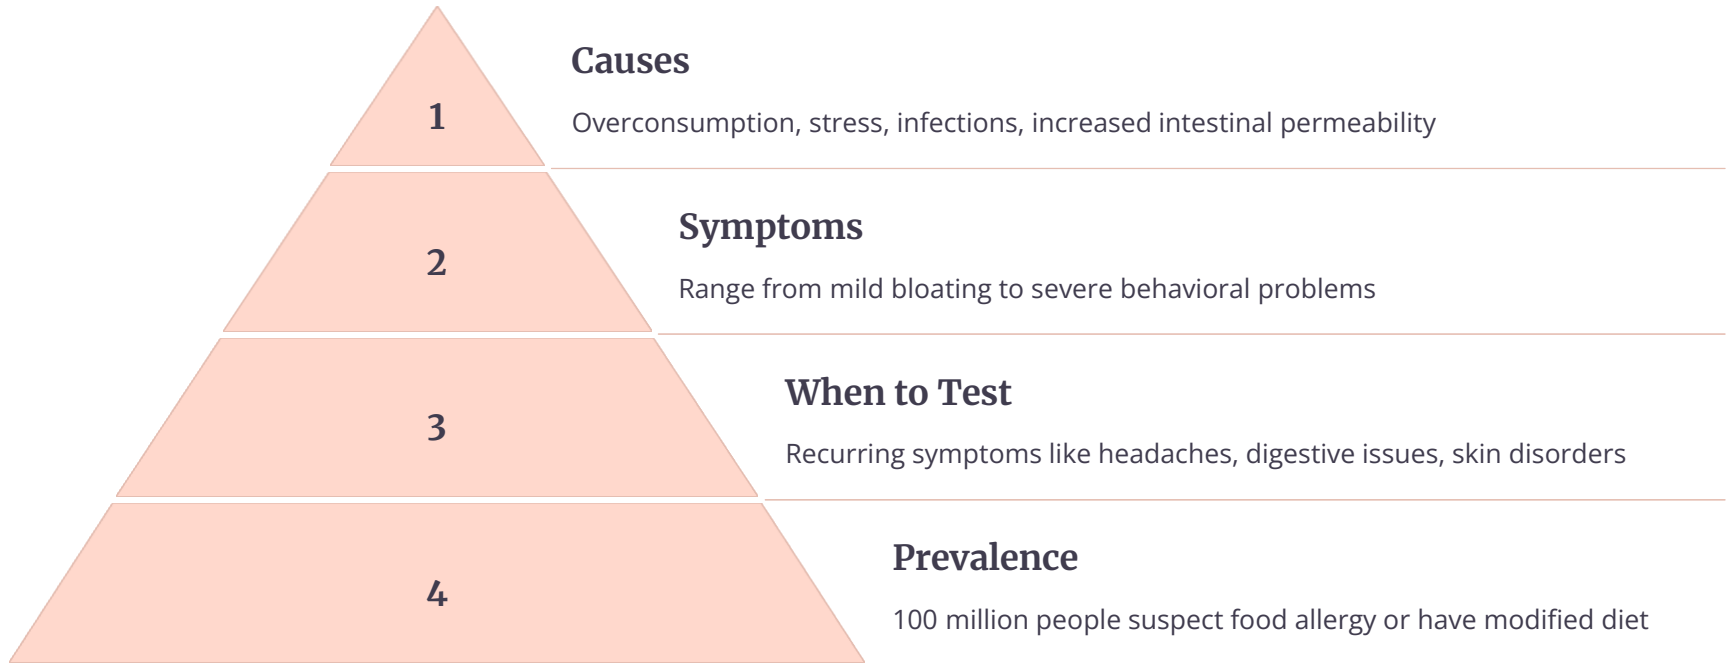 1
Causes
Overconsumption, stress, infections, increased intestinal permeability
2
Symptoms
Range from mild bloating to severe behavioral problems
3
When to Test
Recurring symptoms like headaches, digestive issues, skin disorders
4
Prevalence
100 million people suspect food allergy or have modified diet